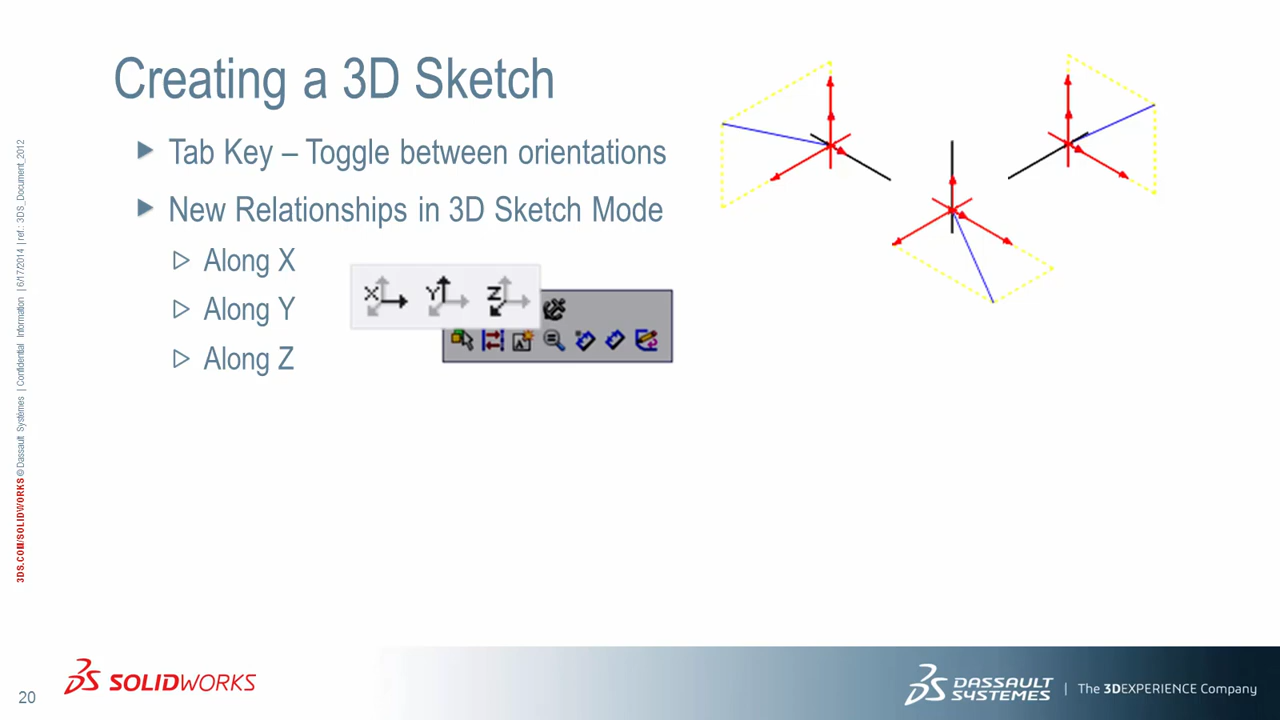 Creating a 3D Sketch
Tab Key – Toggle between orientations
New Relationships in 3D Sketch Mode
Along X
Along Y
Along Z
X Y Z
A
3DS.COM/SOLIDWORKS © Dassault Systèmes | Confidential Information | 6/17/2014 | ref.: 3DS_Document_2012
20
SOLIDWORKS
DASSAULT SYSTEMES | The 3DEXPERIENCE Company